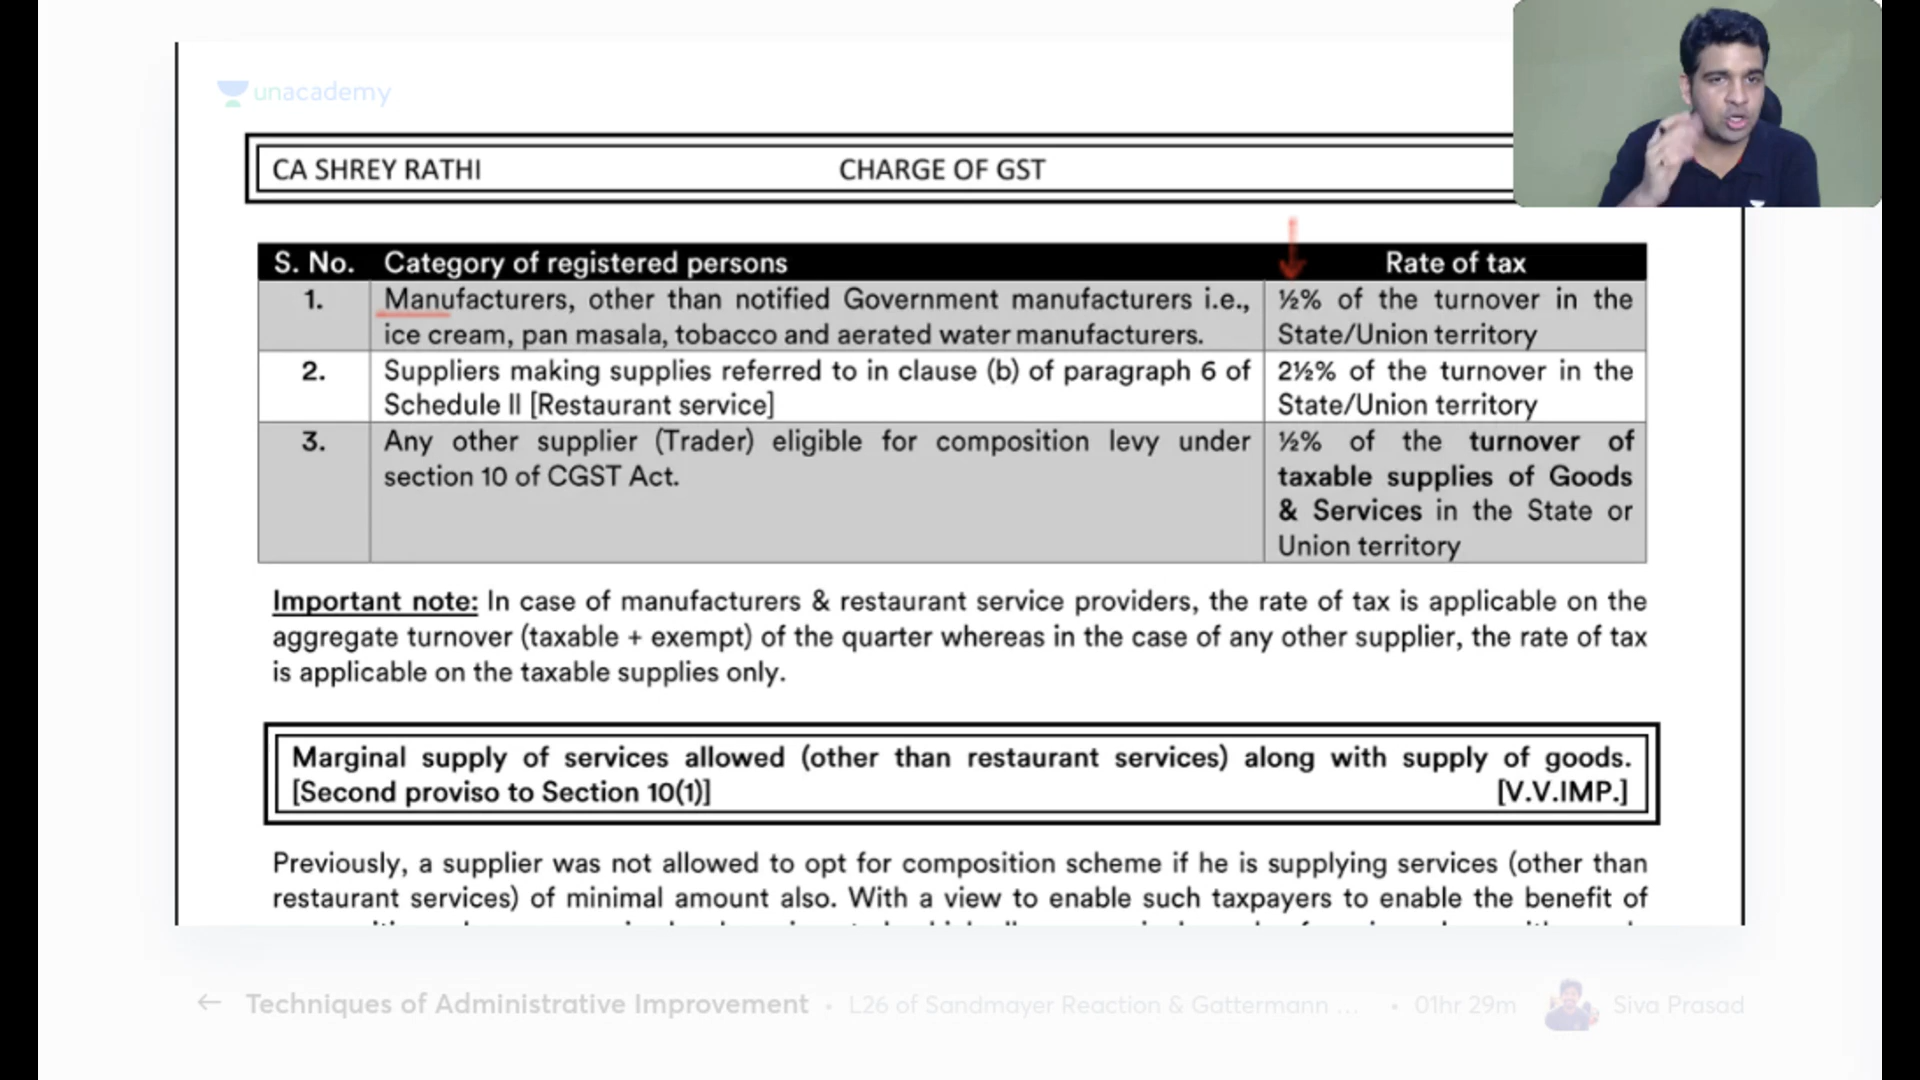 unacademy
CA SHREY RATHI CHARGE OF GST
S. No. Category of registered persons Rate of tax
1. Manufacturers, other than notified Government manufacturers i.e., ½% of the turnover in the
ice cream, pan masala, tobacco and aerated water manufacturers. State/Union territory
2. Suppliers making supplies referred to in clause (b) of paragraph 6 of 2½% of the turnover in the
Schedule II [Restaurant service] State/Union territory
3. Any other supplier (Trader) eligible for composition levy under ½% of the turnover of
section 10 of CGST Act. taxable supplies of Goods
& Services in the State or
Union territory
Important note: In case of manufacturers & restaurant service providers, the rate of tax is applicable on the
aggregate turnover (taxable + exempt) of the quarter whereas in the case of any other supplier, the rate of tax
is applicable on the taxable supplies only.
Marginal supply of services allowed (other than restaurant services) along with supply of goods.
[Second proviso to Section 10(1)] [V.V.IMP.]
Previously, a supplier was not allowed to opt for composition scheme if he is supplying services (other than
restaurant services) of minimal amount also. With a view to enable such taxpayers to enable the benefit of
← Techniques of Administrative Improvement • L26 of Sandmayer Reaction & Gattermann ... • 01hr 29m Siva Prasad